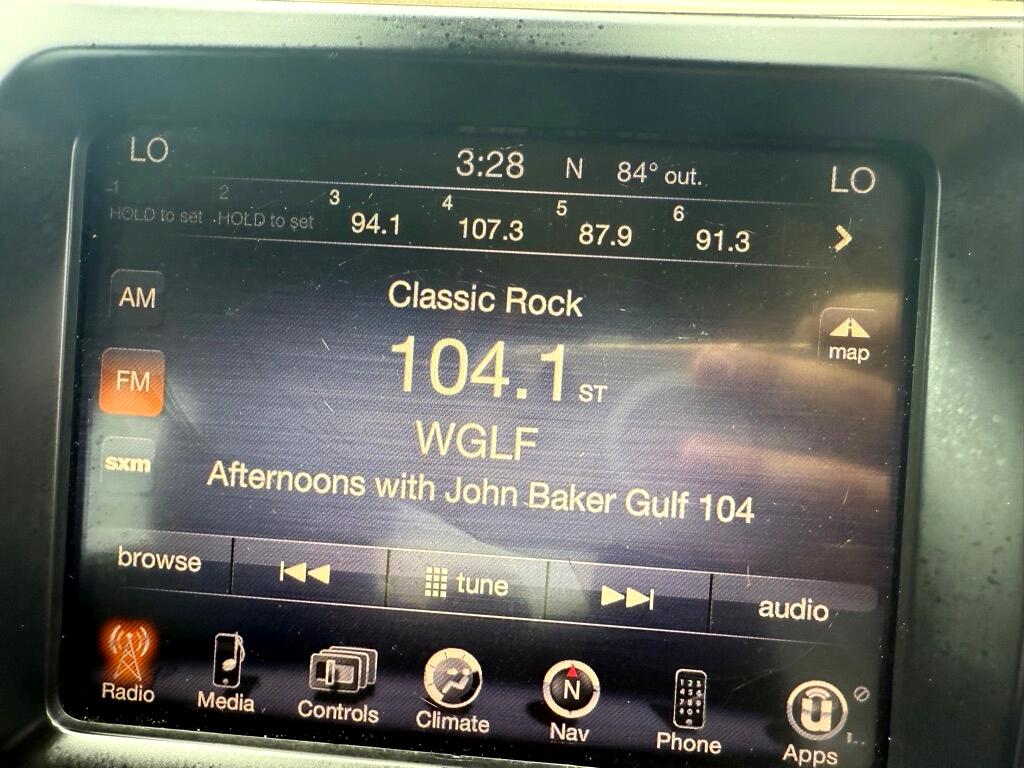 LO 3:28 N 84° out. LO
1 2 3 4 5 6
HOLD to set HOLD to set 94.1 107.3 87.9 91.3
AM
Classic Rock
map
FM
104.1 ST
WGLF
sxm
Afternoons with John Baker Gulf 104
browse tune audio
Radio Media Controls Climate N Nav Phone Apps